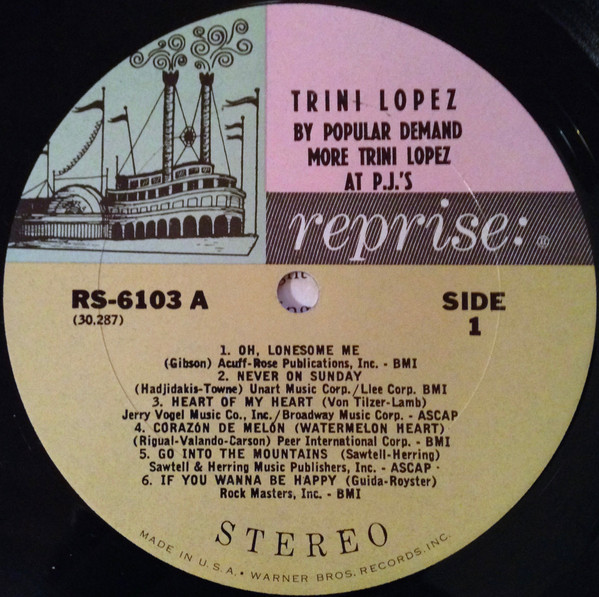 TRINI LOPEZ
BY POPULAR DEMAND
MORE TRINI LOPEZ
AT P.J.'S
reprise:®
RS-6103 A
(30,287)
SIDE
1
1. OH, LONESOME ME
(Gibson) Acuff-Rose Publications, Inc. - BMI
2. NEVER ON SUNDAY
(Hadjidakis-Towne) Unart Music Corp./Llee Corp. BMI
3. HEART OF MY HEART (Von Tilzer-Lamb)
Jerry Vogel Music Co., Inc./Broadway Music Corp. - ASCAP
4. CORAZÓN DE MELÓN (WATERMELON HEART)
(Rigual-Valando-Carson) Peer International Corp. - BMI
5. GO INTO THE MOUNTAINS (Sawtell-Herring)
Sawtell & Herring Music Publishers, Inc. - ASCAP
6. IF YOU WANNA BE HAPPY (Guida-Royster)
Rock Masters, Inc. - BMI
STEREO
MADE IN U.S.A. • WARNER BROS. RECORDS, INC.